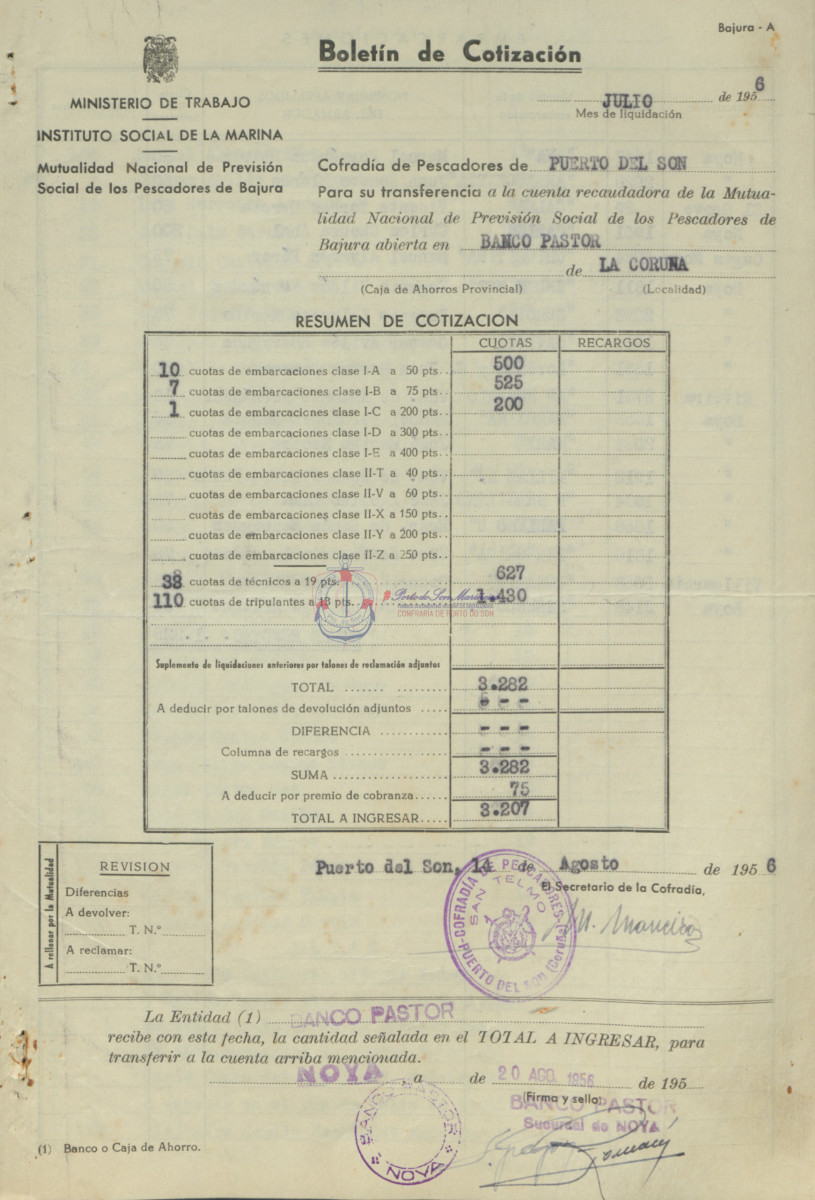 Bajura - A
Boletín de Cotización
MINISTERIO DE TRABAJO
INSTITUTO SOCIAL DE LA MARINA
Mutualidad Nacional de Previsión
Social de los Pescadores de Bajura
JULIO de 1956
Mes de liquidación
Cofradía de Pescadores de PUERTO DEL SON
Para su transferencia a la cuenta recaudadora de la Mutua-
lidad Nacional de Previsión Social de los Pescadores de
Bajura abierta en BANCO PASTOR
de LA CORUÑA
(Caja de Ahorros Provincial) (Localidad)
RESUMEN DE COTIZACION
CUOTAS RECARGOS
10 cuotas de embarcaciones clase I-A a 50 pts.. 500
7 cuotas de embarcaciones clase I-B a 75 pts.. 525
1 cuotas de embarcaciones clase I-C a 200 pts.. 200
cuotas de embarcaciones clase I-D a 300 pts..
cuotas de embarcaciones clase I-E a 400 pts..
cuotas de embarcaciones clase II-T a 40 pts..
cuotas de embarcaciones clase II-V a 60 pts..
cuotas de embarcaciones clase II-X a 150 pts..
cuotas de embarcaciones clase II-Y a 200 pts..
cuotas de embarcaciones clase II-Z a 250 pts..
38 cuotas de técnicos a 19 pts. 627
110 cuotas de tripulantes a 13 pts. 1.430
Porto do Son Mariñeiro
CONFRARIA DE PORTO DO SON
Suplemento de liquidaciones anteriores por talones de reclamación adjuntos
TOTAL 3.282
A deducir por talones de devolución adjuntos - - -
DIFERENCIA - - -
Columna de recargos - - -
SUMA 3.282
A deducir por premio de cobranza 75
TOTAL A INGRESAR 3.207
A rellenar por la Mutualidad
REVISION
Diferencias
A devolver:
T. N.º
A reclamar:
T. N.º
Puerto del Son, 14 de Agosto de 1956
El Secretario de la Cofradía,
COFRADÍA DE PESCADORES
SAN TELMO
PUERTO DEL SON (Coruña)
La Entidad (1) BANCO PASTOR
recibe con esta fecha, la cantidad señalada en el TOTAL A INGRESAR, para
transferir a la cuenta arriba mencionada.
NOYA, a de 20 AGO. 1956 de 195
(Firma y sello)
BANCO PASTOR
Sucursal de NOYA
BANCO PASTOR
NOYA
(1) Banco o Caja de Ahorro.